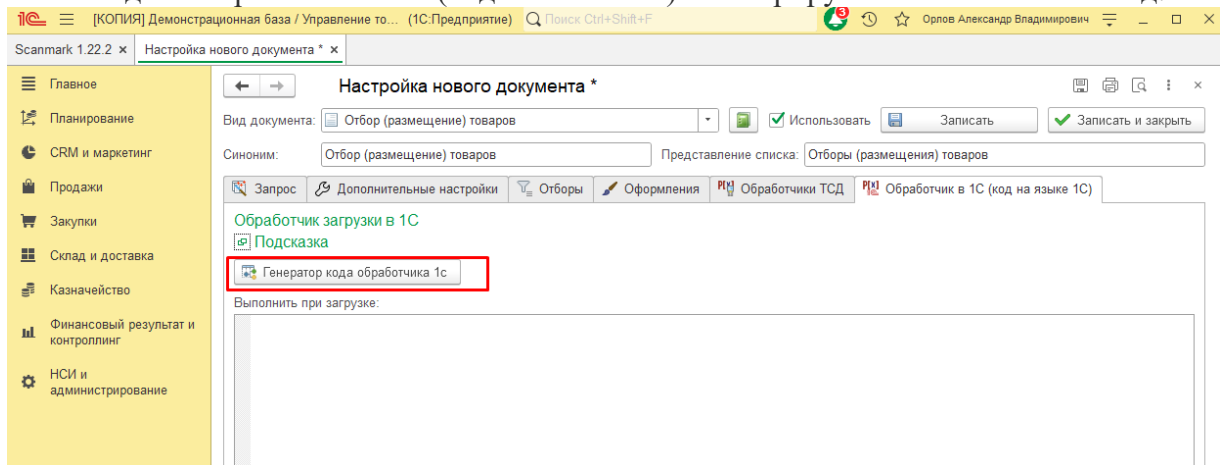 [КОПИЯ] Демонстрационная база / Управление то... (1С:Предприятие) Поиск Ctrl+Shift+F 3 Орлов Александр Владимирович
Scanmark 1.22.2 × Настройка нового документа * ×
Главное
Планирование
CRM и маркетинг
Продажи
Закупки
Склад и доставка
Казначейство
Финансовый результат и
контроллинг
НСИ и
администрирование
Настройка нового документа *
Вид документа: Отбор (размещение) товаров Использовать Записать Записать и закрыть
Синоним: Отбор (размещение) товаров Представление списка: Отборы (размещения) товаров
Запрос Дополнительные настройки Отборы Оформления Обработчики ТСД Обработчик в 1С (код на языке 1С)
Обработчик загрузки в 1С
Подсказка
Генератор кода обработчика 1с
Выполнить при загрузке: